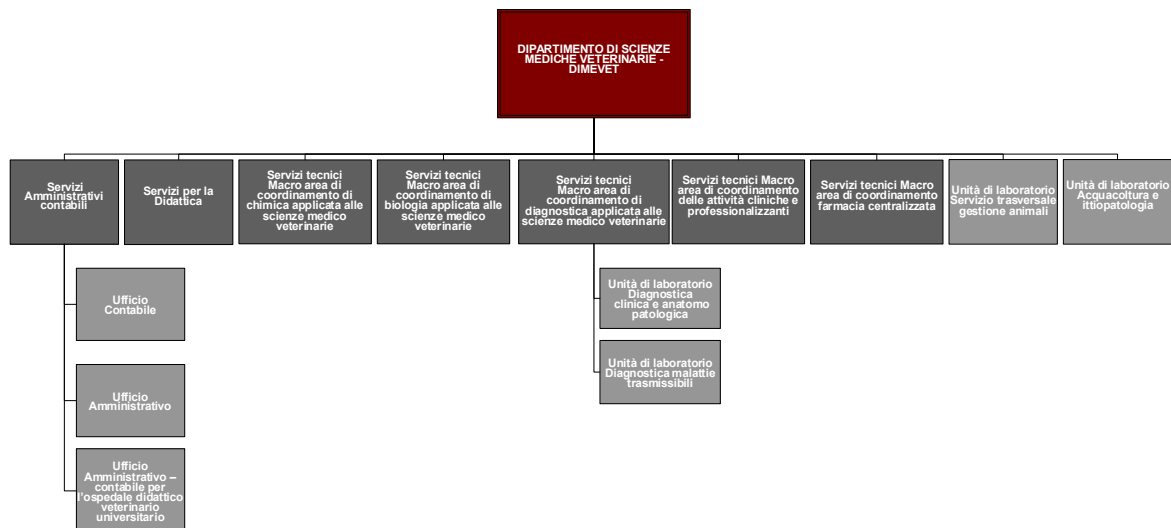 DIPARTIMENTO DI SCIENZE
MEDICHE VETERINARIE -
DIMEVET
Servizi
Amministrativi
contabili
Servizi per la
Didattica
Servizi tecnici
Macro area di
coordinamento di
chimica applicata alle
scienze medico
veterinarie
Servizi tecnici
Macro area di
coordinamento di
biologia applicata alle
scienze medico
veterinarie
Servizi tecnici
Macro area di
coordinamento di
diagnostica applicata alle
scienze medico veterinarie
Servizi tecnici Macro
area di coordinamento
delle attività cliniche e
professionalizzanti
Servizi tecnici Macro
area di coordinamento
farmacia centralizzata
Unità di laboratorio
Servizio trasversale
gestione animali
Unità di laboratorio
Acquacoltura e
ittiopatologia
Ufficio
Contabile
Ufficio
Amministrativo
Ufficio
Amministrativo –
contabile per
l'ospedale didattico
veterinario
universitario
Unità di laboratorio
Diagnostica
clinica e anatomo
patologica
Unità di laboratorio
Diagnostica malattie
trasmissibili